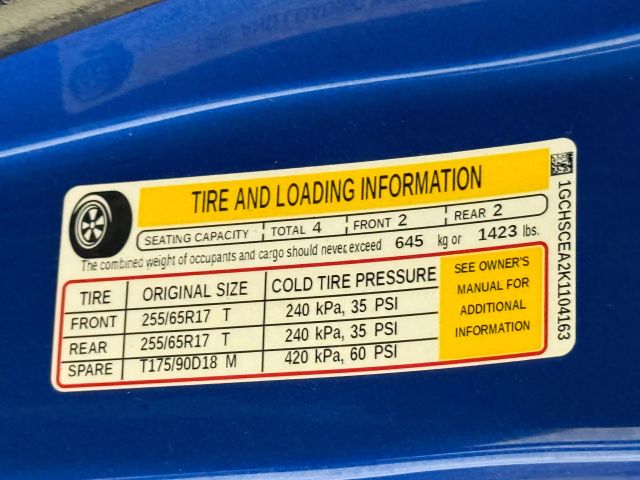 TIRE AND LOADING INFORMATION
SEATING CAPACITY TOTAL 4 FRONT 2 REAR 2
The combined weight of occupants and cargo should never exceed 645 kg or 1423 lbs.
TIRE ORIGINAL SIZE COLD TIRE PRESSURE
FRONT 255/65R17 T 240 kPa, 35 PSI
REAR 255/65R17 T 240 kPa, 35 PSI
SPARE T175/90D18 M 420 kPa, 60 PSI
SEE OWNER'S
MANUAL FOR
ADDITIONAL
INFORMATION
1GCHSCEA2K1104163